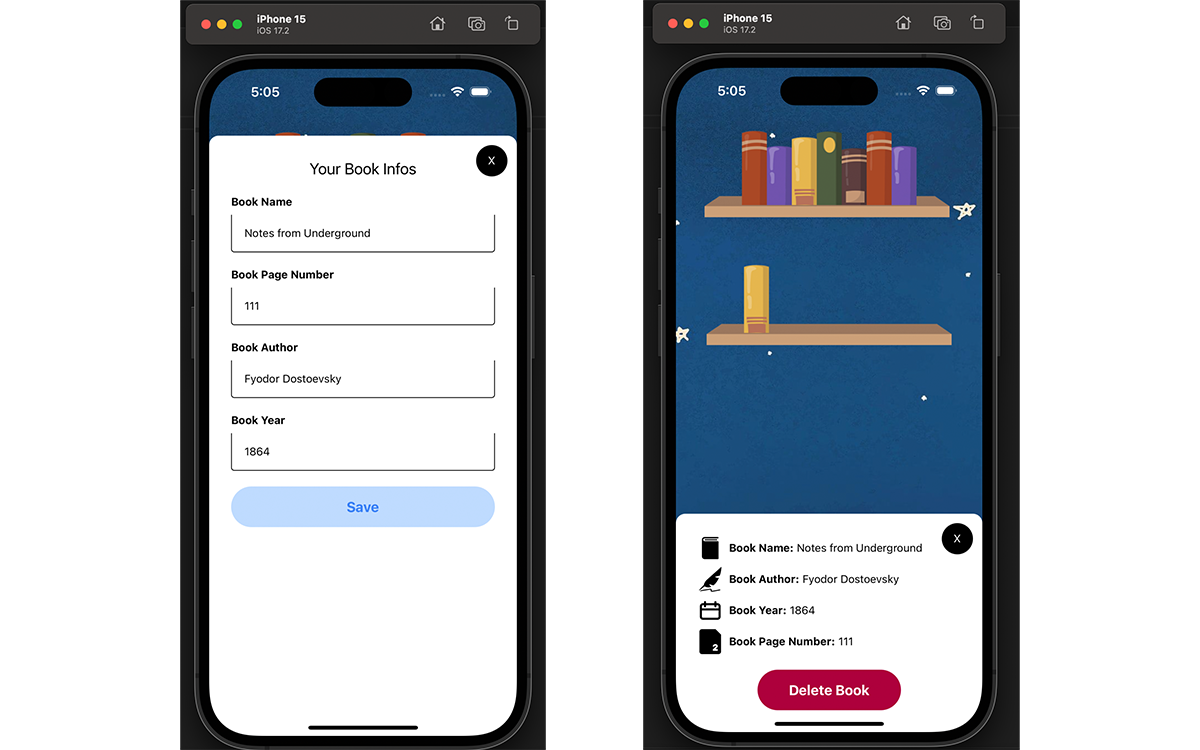 iPhone 15
iOS 17.2
5:05
Your Book Infos
X
Book Name
Notes from Underground
Book Page Number
111
Book Author
Fyodor Dostoevsky
Book Year
1864
Save
iPhone 15
iOS 17.2
5:05
X
Book Name: Notes from Underground
Book Author: Fyodor Dostoevsky
Book Year: 1864
2
Book Page Number: 111
Delete Book